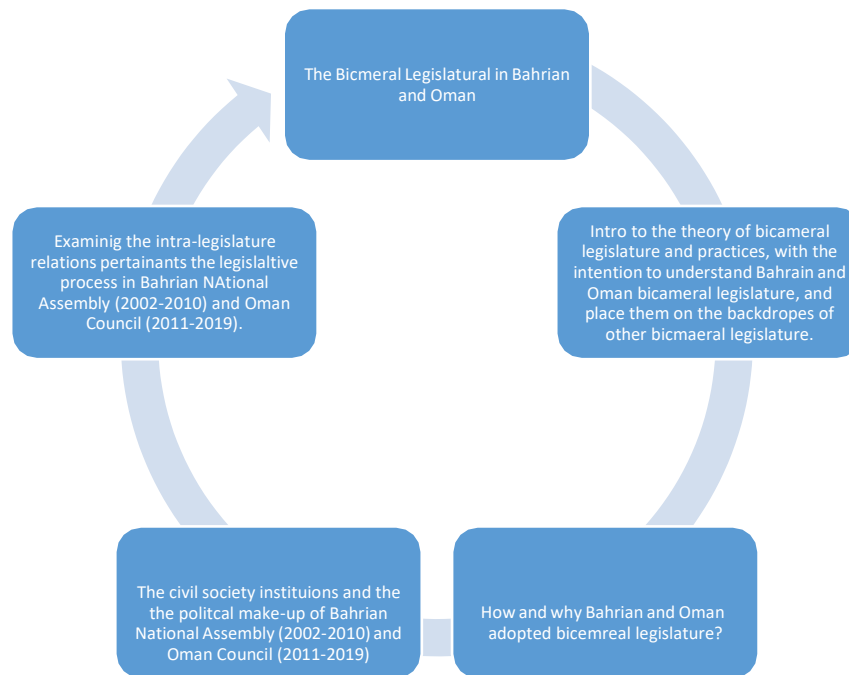 The Bicmeral Legislatural in Bahrian
and Oman
Intro to the theory of bicameral
legislature and practices, with the
intention to understand Bahrain and
Oman bicameral legislature, and
place them on the backdropes of
other bicmaeral legislature.
How and why Bahrian and Oman
adopted bicemreal legislature?
The civil society instituions and the
the politcal make-up of Bahrian
National Assembly (2002-2010) and
Oman Council (2011-2019)
Examinig the intra-legislature
relations pertainants the legislaltive
process in Bahrian NAtional
Assembly (2002-2010) and Oman
Council (2011-2019).